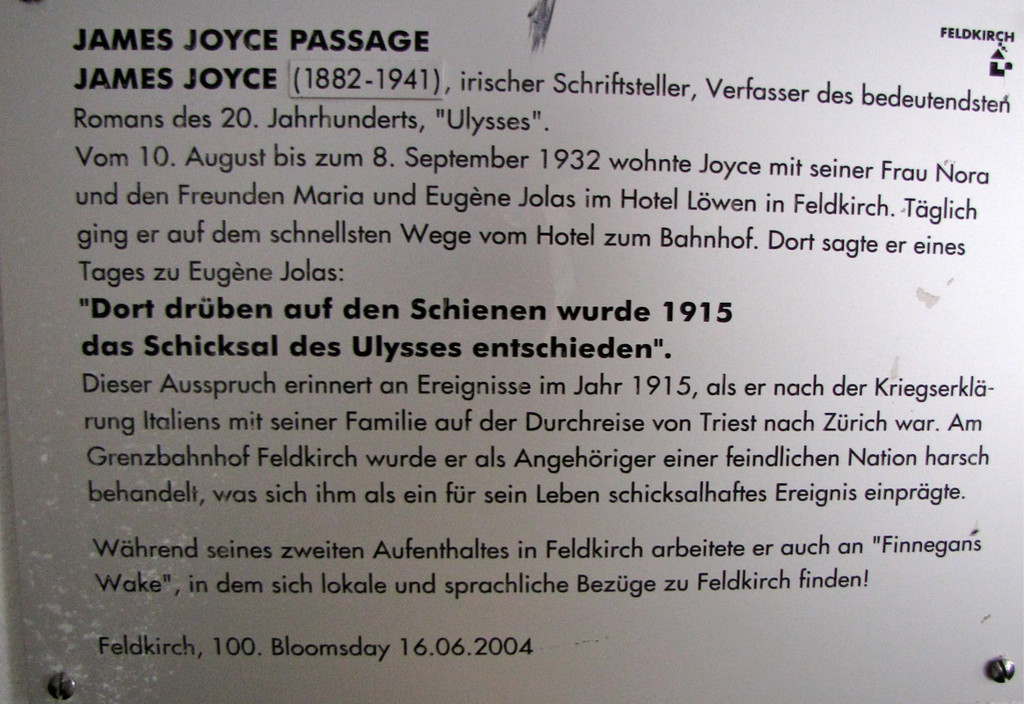 FELDKIRCH
JAMES JOYCE PASSAGE
JAMES JOYCE (1882-1941), irischer Schriftsteller, Verfasser des bedeutendsten
Romans des 20. Jahrhunderts, "Ulysses".
Vom 10. August bis zum 8. September 1932 wohnte Joyce mit seiner Frau Nora
und den Freunden Maria und Eugène Jolas im Hotel Löwen in Feldkirch. Täglich
ging er auf dem schnellsten Wege vom Hotel zum Bahnhof. Dort sagte er eines
Tages zu Eugène Jolas:
"Dort drüben auf den Schienen wurde 1915
das Schicksal des Ulysses entschieden".
Dieser Ausspruch erinnert an Ereignisse im Jahr 1915, als er nach der Kriegserklä-
rung Italiens mit seiner Familie auf der Durchreise von Triest nach Zürich war. Am
Grenzbahnhof Feldkirch wurde er als Angehöriger einer feindlichen Nation harsch
behandelt, was sich ihm als ein für sein Leben schicksalhaftes Ereignis einprägte.
Während seines zweiten Aufenthaltes in Feldkirch arbeitete er auch an "Finnegans
Wake", in dem sich lokale und sprachliche Bezüge zu Feldkirch finden!
Feldkirch, 100. Bloomsday 16.06.2004